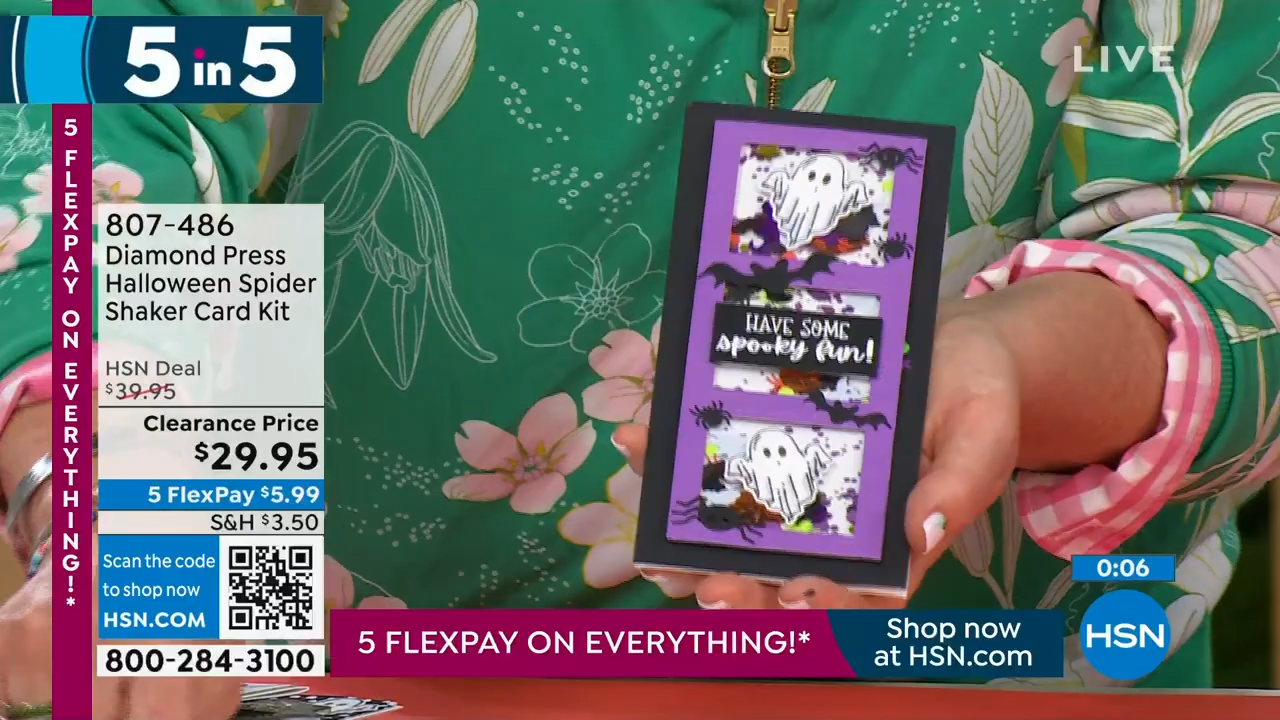 5 in 5
LIVE
5 FLEXPAY ON EVERYTHING!*
807-486
Diamond Press
Halloween Spider
Shaker Card Kit
HSN Deal
$39.95
Clearance Price
$29.95
5 FlexPay $5.99
S&H $3.50
Scan the code
to shop now
HSN.COM
800-284-3100
HAVE SOME
spooky fun!
0:06
5 FLEXPAY ON EVERYTHING!*
Shop now
at HSN.com
HSN